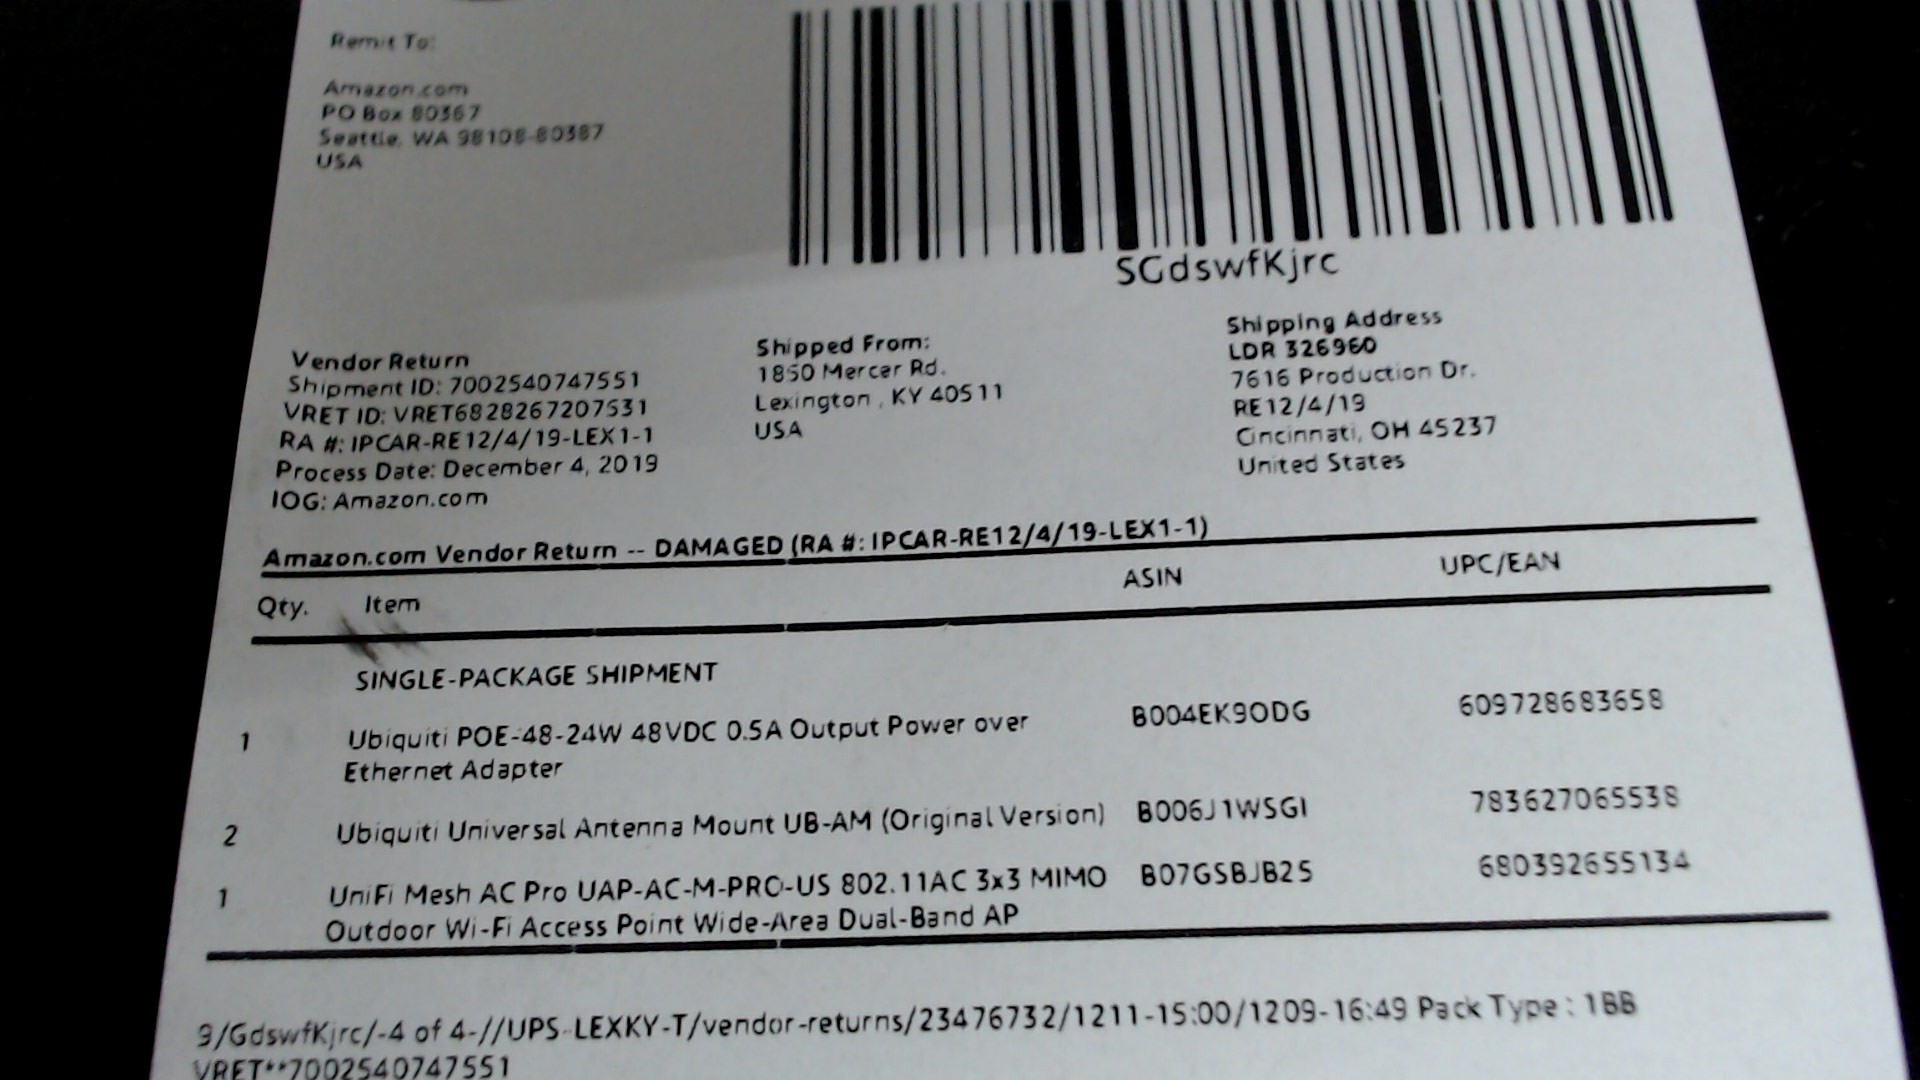 Remit To:
Amazon.com
PO Box 80367
Seattle, WA 98108-80387
USA
SGdswfKjrc
Vendor Return
Shipment ID: 7002540747551
VRET ID: VRET6828267207531
RA #: IPCAR-RE12/4/19-LEX1-1
Process Date: December 4, 2019
IOG: Amazon.com
Shipped From:
1850 Mercer Rd.
Lexington , KY 40511
USA
Shipping Address
LDR 326960
7616 Production Dr.
RE12/4/19
Cincinnati, OH 45237
United States
Amazon.com Vendor Return -- DAMAGED (RA #: IPCAR-RE12/4/19-LEX1-1)
Qty. Item ASIN UPC/EAN
SINGLE-PACKAGE SHIPMENT
1 Ubiquiti POE-48-24W 48VDC 0.5A Output Power over B004EK9ODG 609728683658
Ethernet Adapter
2 Ubiquiti Universal Antenna Mount UB-AM (Original Version) B006J1WSGI 783627065538
1 UniFi Mesh AC Pro UAP-AC-M-PRO-US 802.11AC 3x3 MIMO B07GSBJB25 680392655134
Outdoor Wi-Fi Access Point Wide-Area Dual-Band AP
9/GdswfKjrc/-4 of 4-//UPS-LEXKY-T/vendor-returns/23476732/1211-15:00/1209-16:49 Pack Type : 1BB
VRET**7002540747551